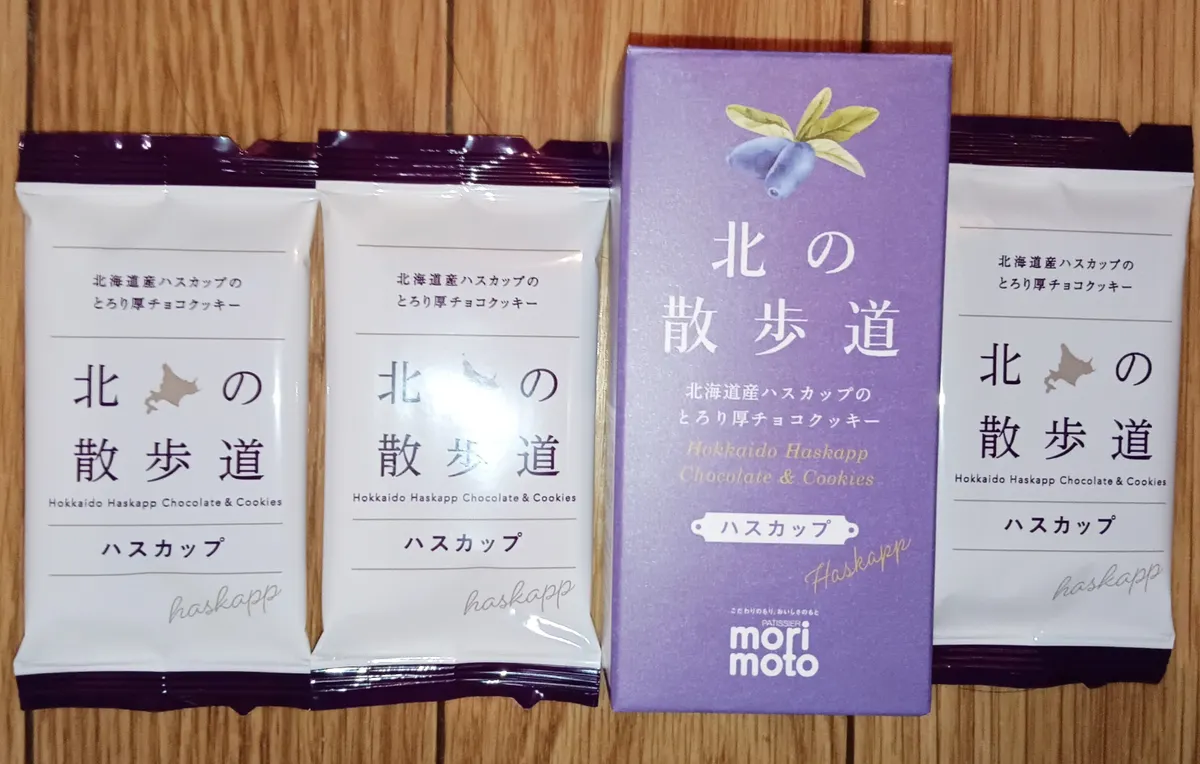 北海道産ハスカップの
とろり厚チョコクッキー
北の
散歩道
Hokkaido Haskapp Chocolate & Cookies
ハスカップ
haskapp
北海道産ハスカップの
とろり厚チョコクッキー
北の
散歩道
Hokkaido Haskapp Chocolate & Cookies
ハスカップ
haskapp
北の
散歩道
北海道産ハスカップの
とろり厚チョコクッキー
Hokkaido Haskapp
Chocolate & Cookies
ハスカップ
Haskapp
こだわりのもり、おいしさのもと
PATISSIER
mori
moto
北海道産ハスカップの
とろり厚チョコクッキー
北の
散歩道
Hokkaido Haskapp Chocolate & Cookies
ハスカップ
haskapp